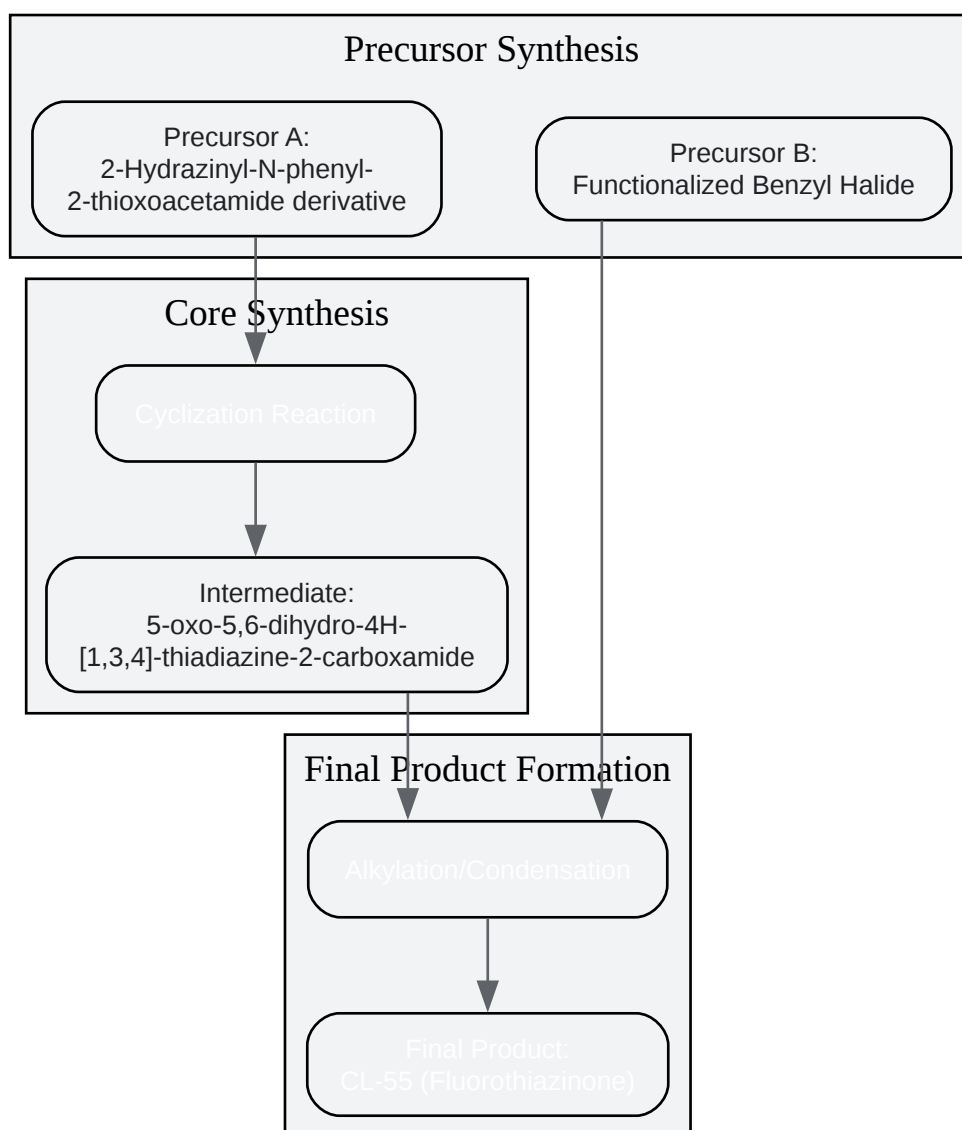 Precursor Synthesis
Precursor A:
2-Hydrazinyl-N-phenyl-
2-thioxoacetamide derivative
Precursor B:
Functionalized Benzyl Halide
Core Synthesis
Cyclization Reaction
Intermediate:
5-oxo-5,6-dihydro-4H-
[1,3,4]-thiadiazine-2-carboxamide
Final Product Formation
Alkylation/Condensation
Final Product:
CL-55 (Fluorothiazinone)